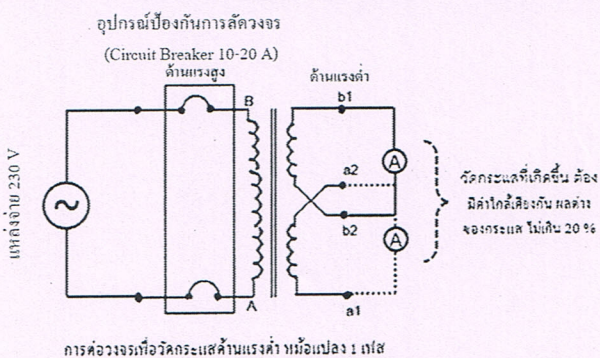 อุปกรณ์ป้องกันการลัดวงจร
(Circuit Breaker 10-20 A)
ด้านแรงสูง
ด้านแรงต่ำ
B
b1
A
a2
วัดกระแสที่เกิดขึ้น ต้อง
มีค่าใกล้เคียงกัน ผลต่าง
ของกระแส ไม่เกิน 20 %
แหล่งจ่าย 230 V
b2
A
A
a1
การต่อวงจรเพื่อวัดกระแสด้านแรงต่ำ หม้อแปลง 1 เฟส